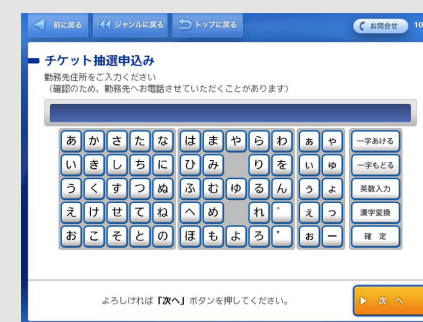 前に戻る ジャンルに戻る トップに戻る お問合せ 10
チケット抽選申込み
勤務先住所をご入力ください
（確認のため、勤務先へお電話させていただくことがあります）
あ か さ た な は ま や ら わ ぁ ゃ 一字あける
い き し ち に ひ み り を ぃ ゅ 一字もどる
う く す つ ぬ ふ む ゆ る ん ぅ ょ 英数入力
え け せ て ね へ め れ ゛ ぇ っ 漢字変換
お こ そ と の ほ も よ ろ ゜ ぉ ー 確 定
よろしければ「次へ」ボタンを押してください。 次 へ